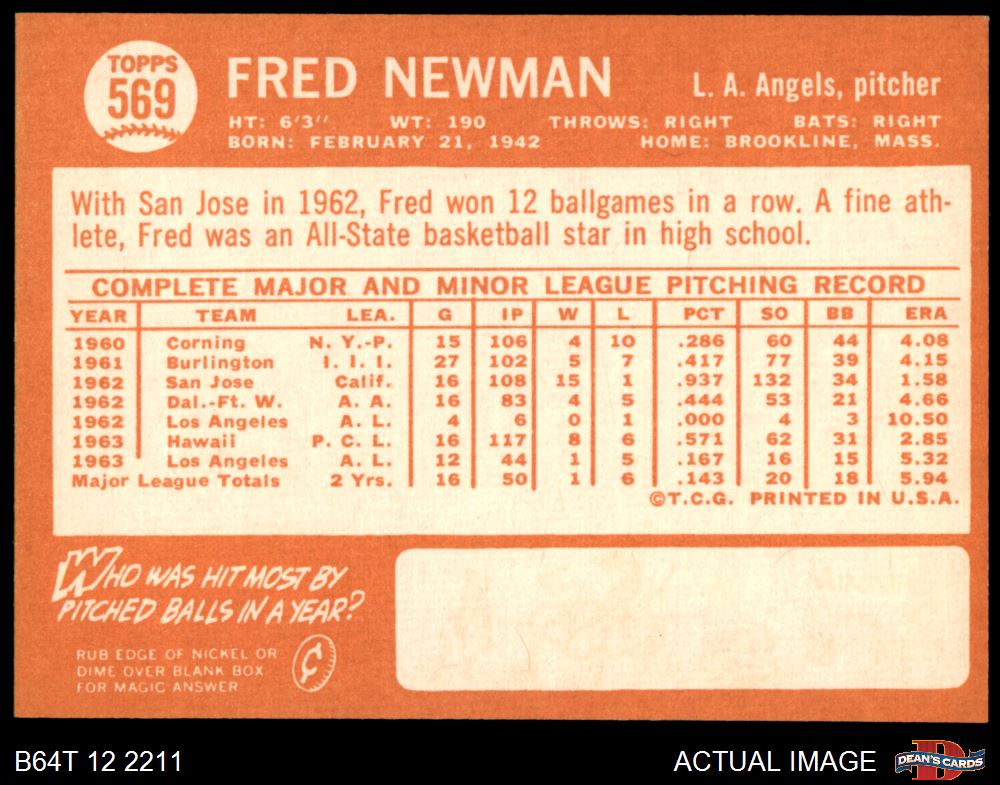 TOPPS
569
FRED NEWMAN
L. A. Angels, pitcher
HT: 6'3" WT: 190 THROWS: RIGHT BATS: RIGHT
BORN: FEBRUARY 21, 1942 HOME: BROOKLINE, MASS.
With San Jose in 1962, Fred won 12 ballgames in a row. A fine ath-
lete, Fred was an All-State basketball star in high school.
COMPLETE MAJOR AND MINOR LEAGUE PITCHING RECORD
YEAR TEAM LEA. G IP W L PCT SO BB ERA
1960 Corning N. Y.-P. 15 106 4 10 .286 60 44 4.08
1961 Burlington I. I. I. 27 102 5 7 .417 77 39 4.15
1962 San Jose Calif. 16 108 15 1 .937 132 34 1.58
1962 Dal.-Ft. W. A. A. 16 83 4 5 .444 53 21 4.66
1962 Los Angeles A. L. 4 6 0 1 .000 4 3 10.50
1963 Hawaii P. C. L. 16 117 8 6 .571 62 31 2.85
1963 Los Angeles A. L. 12 44 1 5 .167 16 15 5.32
Major League Totals 2 Yrs. 16 50 1 6 .143 20 18 5.94
©T.C.G. PRINTED IN U.S.A.
WHO WAS HIT MOST BY
PITCHED BALLS IN A YEAR?
RUB EDGE OF NICKEL OR
DIME OVER BLANK BOX
FOR MAGIC ANSWER
¢
B64T 12 2211
ACTUAL IMAGE
D
DEAN'S CARDS